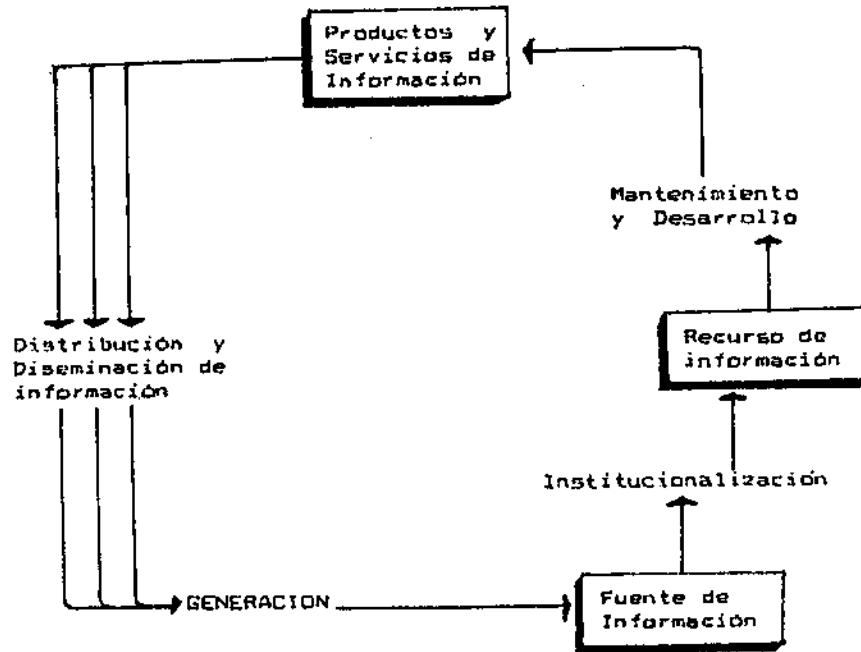 Productos y
Servicios de
Información
Mantenimiento
y Desarrollo
Distribución y
Diseminación de
información
Recurso de
información
Institucionalización
GENERACION
Fuente de
Información